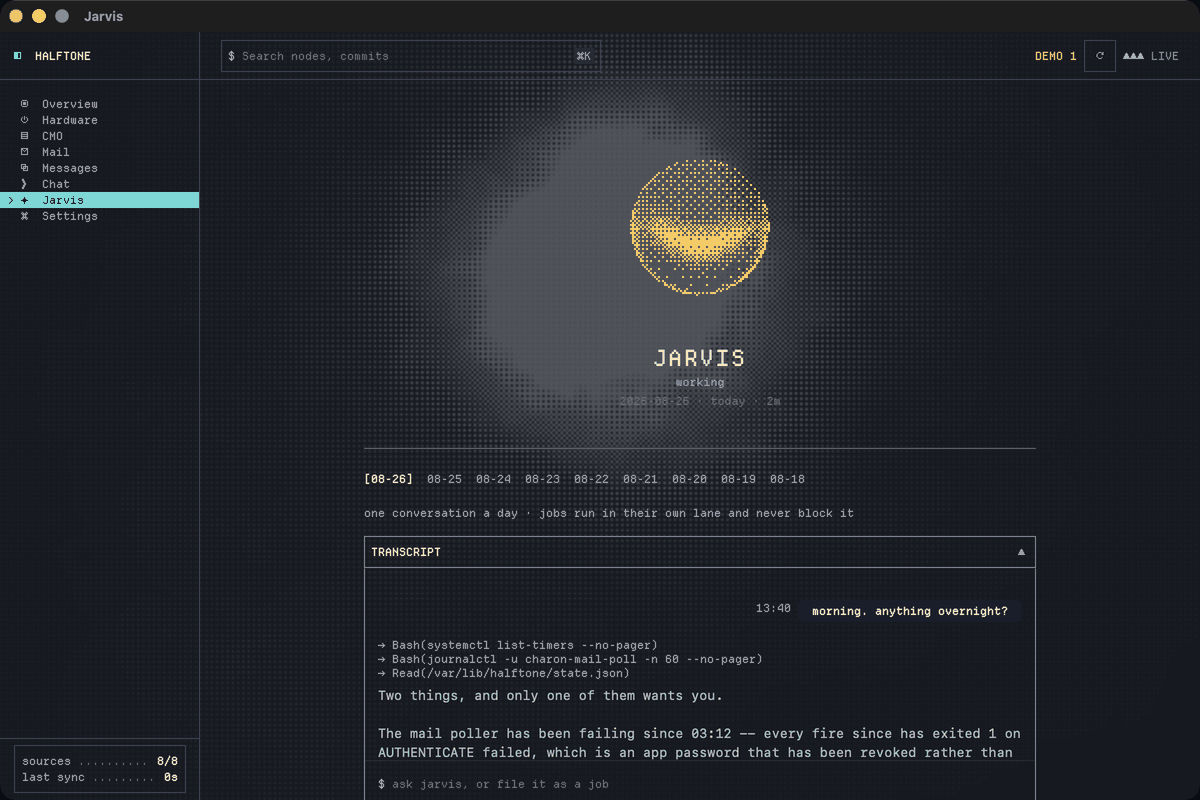 Jarvis
HALFTONE
$ Search nodes, commits ⌘K
DEMO 1
LIVE
Overview
Hardware
CMO
Mail
Messages
Chat
Jarvis
Settings
JARVIS
working
2026-08-26 · today · 2m
[08-26] 08-25 08-24 08-23 08-22 08-21 08-20 08-19 08-18
one conversation a day · jobs run in their own lane and never block it
TRANSCRIPT
13:40 morning. anything overnight?
→ Bash(systemctl list-timers --no-pager)
→ Bash(journalctl -u charon-mail-poll -n 60 --no-pager)
→ Read(/var/lib/halftone/state.json)
Two things, and only one of them wants you.
The mail poller has been failing since 03:12 -- every fire since has exited 1 on
AUTHENTICATE failed, which is an app password that has been revoked rather than
$ ask jarvis, or file it as a job
sources .......... 8/8
last sync ......... 0s